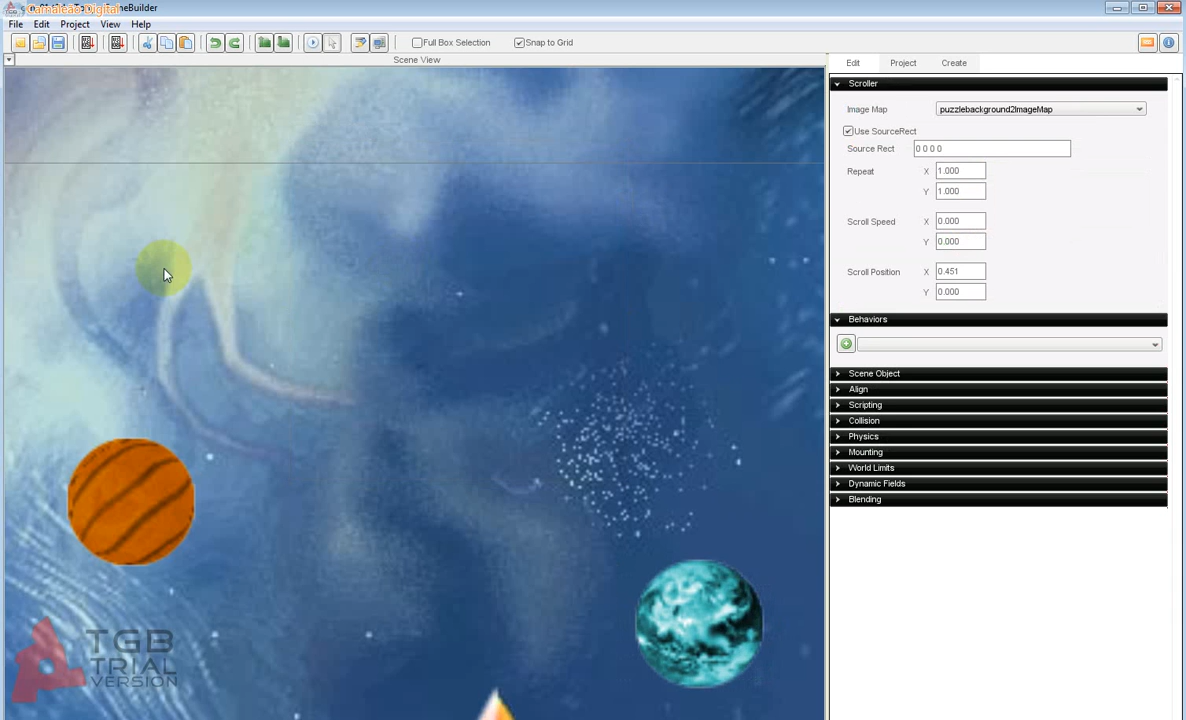 Camaleão Digital
eneBuilder
File Edit Project View Help
Full Box Selection Snap to Grid
Scene View
Edit Project Create
Scroller
Image Map puzzlebackground2ImageMap
Use SourceRect
Source Rect 0 0 0 0
Repeat X 1.000
Y 1.000
Scroll Speed X 0.000
Y 0.000
Scroll Position X 0.451
Y 0.000
Behaviors
Scene Object
Align
Scripting
Collision
Physics
Mounting
World Limits
Dynamic Fields
Blending
TGB
TRIAL
VERSION